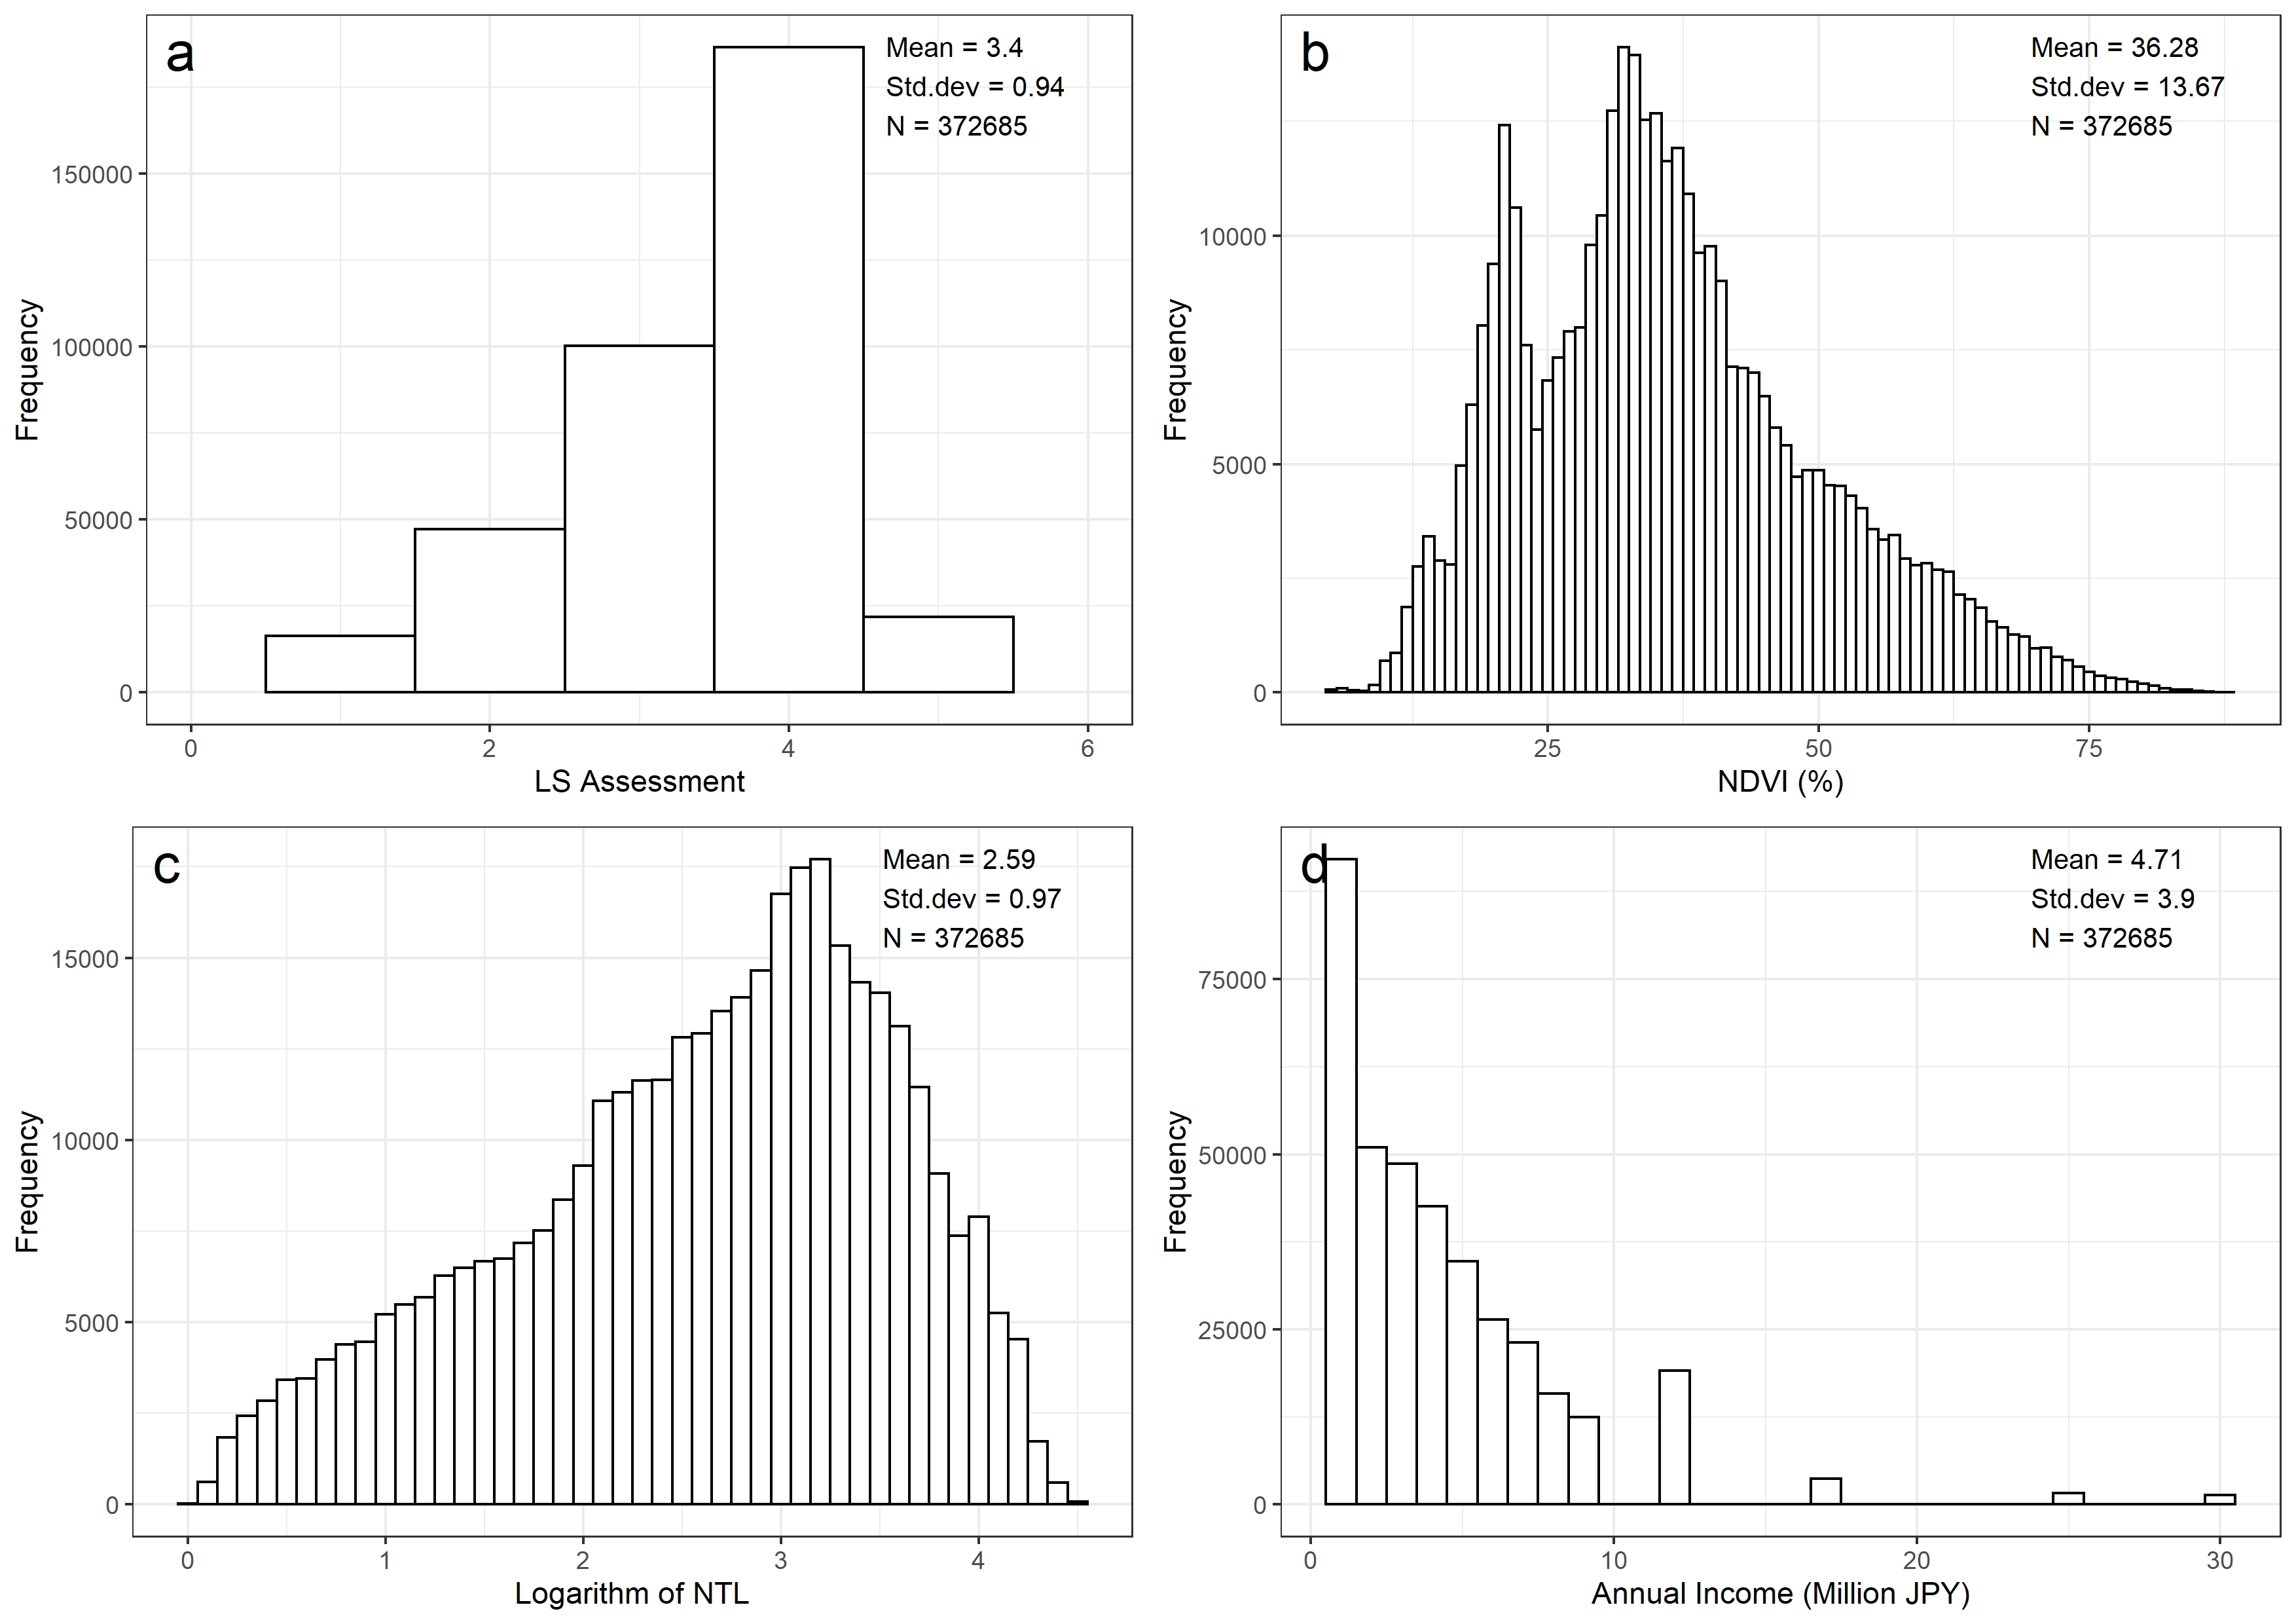 a
Mean = 3.4
Std.dev = 0.94
N = 372685
150000
100000
50000
0
Frequency
0 2 4 6
LS Assessment
b
Mean = 36.28
Std.dev = 13.67
N = 372685
10000
5000
0
Frequency
25 50 75
NDVI (%)
c
Mean = 2.59
Std.dev = 0.97
N = 372685
15000
10000
5000
0
Frequency
0 1 2 3 4
Logarithm of NTL
d
Mean = 4.71
Std.dev = 3.9
N = 372685
75000
50000
25000
0
Frequency
0 10 20 30
Annual Income (Million JPY)